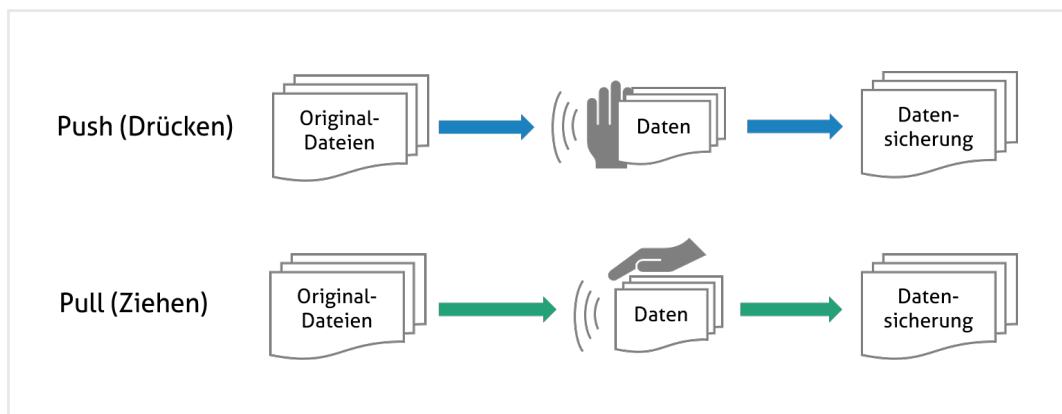 Push (Drücken)
Original-
Dateien
Daten
Daten-
sicherung
Pull (Ziehen)
Original-
Dateien
Daten
Daten-
sicherung